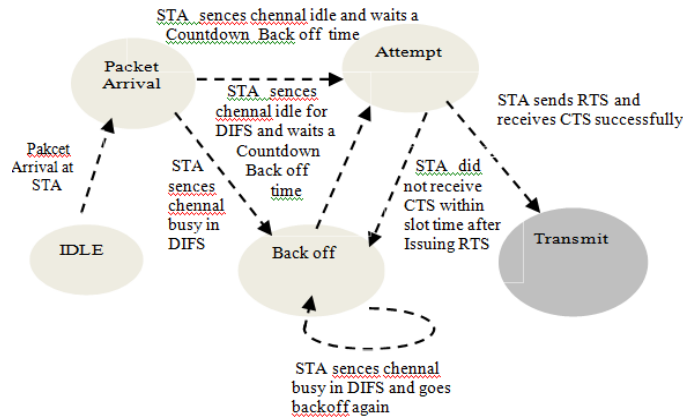 STA sences chennal idle and waits a
Countdown Back off time
Packet
Arrival
Attempt
STA sences
chennal idle for
DIFS and waits a
Countdown
Back off
time
STA sends RTS and
receives CTS successfully
Pakcet
Arrival at
STA
STA
sences
chennal
busy in
DIFS
STA did
not receive
CTS within
slot time after
Issuing RTS
IDLE
Back off
Transmit
STA sences chennal
busy in DIFS and goes
backoff again